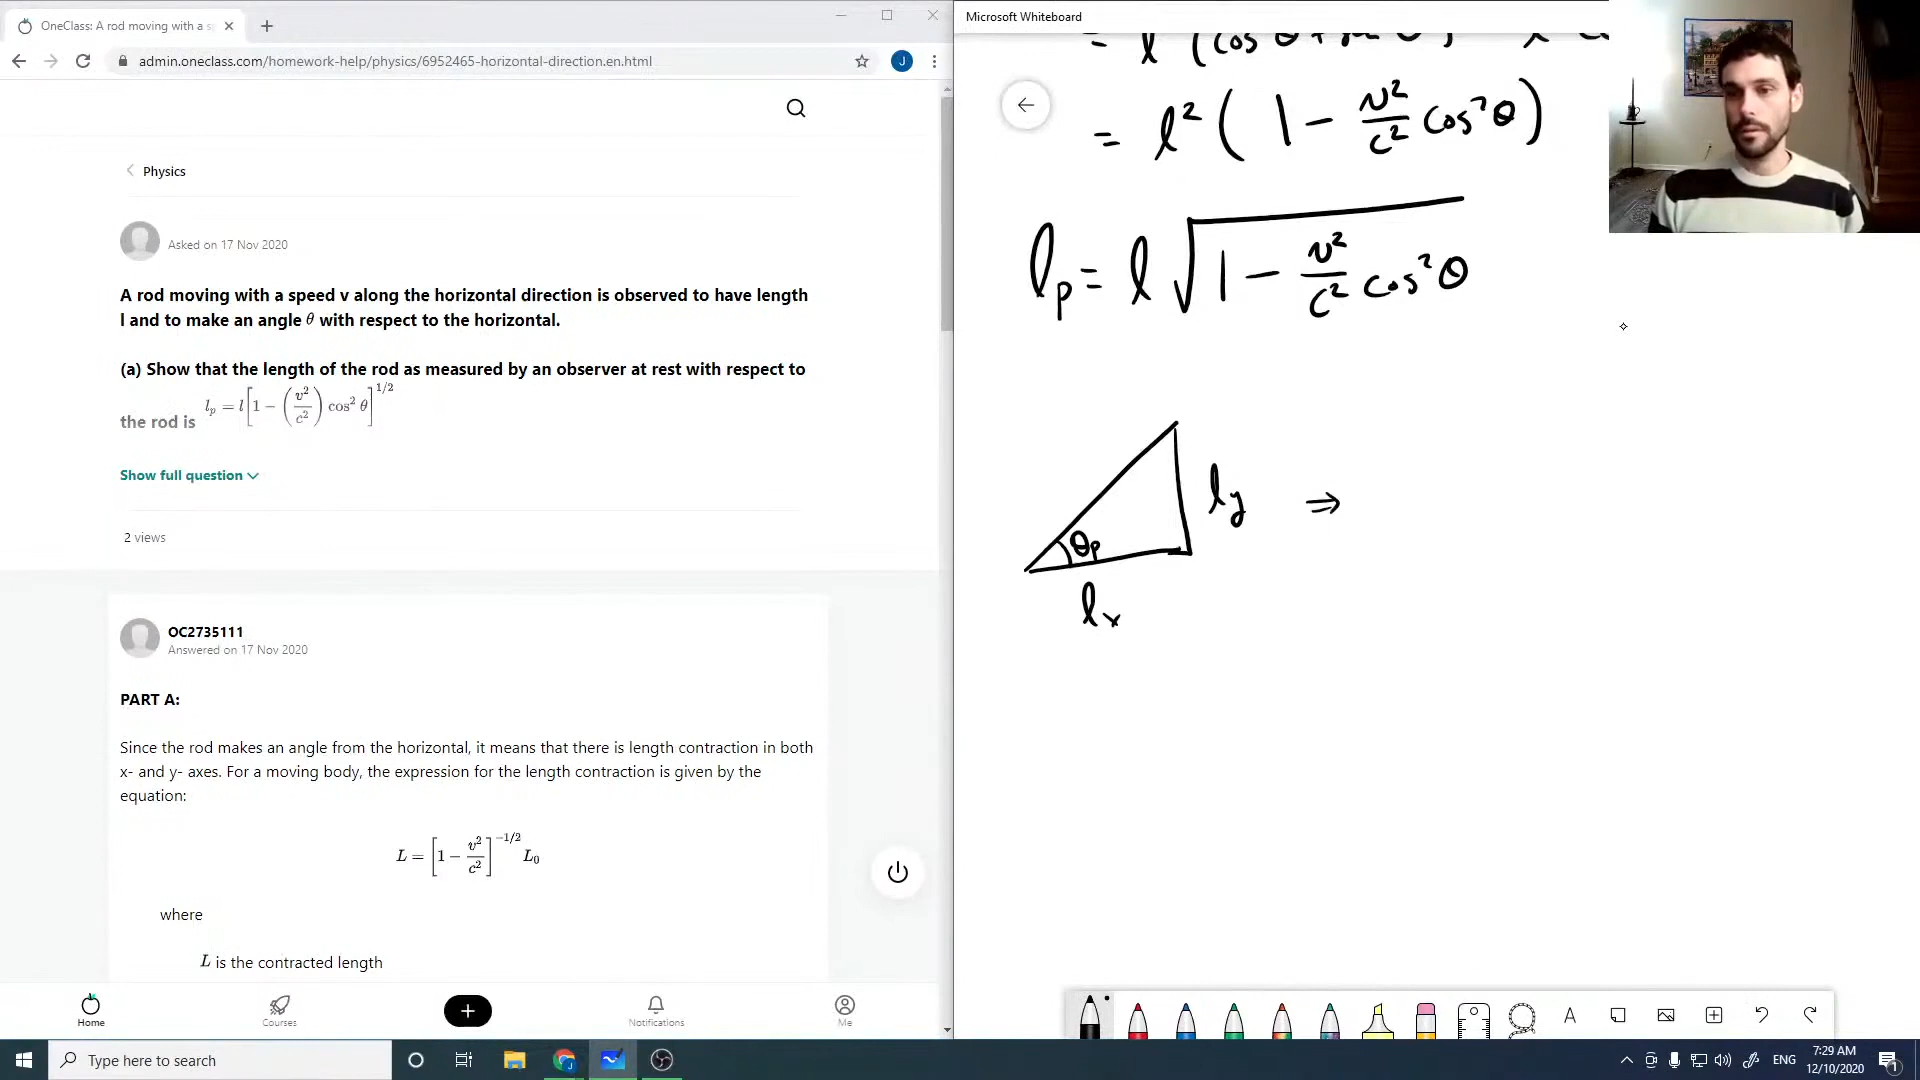 OneClass: A rod moving with a s
admin.oneclass.com/homework-help/physics/6952465-horizontal-direction.en.html
J
Physics
Asked on 17 Nov 2020
A rod moving with a speed v along the horizontal direction is observed to have length
l and to make an angle θ with respect to the horizontal.
(a) Show that the length of the rod as measured by an observer at rest with respect to
the rod is l_p = l[1 − (v²/c²) cos² θ]^{1/2}
Show full question
2 views
OC2735111
Answered on 17 Nov 2020
PART A:
Since the rod makes an angle from the horizontal, it means that there is length contraction in both
x- and y- axes. For a moving body, the expression for the length contraction is given by the
equation:
L = [1 − v²/c²]^{−1/2} L₀
where
L is the contracted length
Home
Courses
Notifications
Me
Microsoft Whiteboard
= l² (1 − v²/c² cos²θ)
l_p = l √(1 − v²/c² cos²θ)
l_y ⇒
θ_p
l_x
A
Type here to search
ENG
7:29 AM
12/10/2020
1